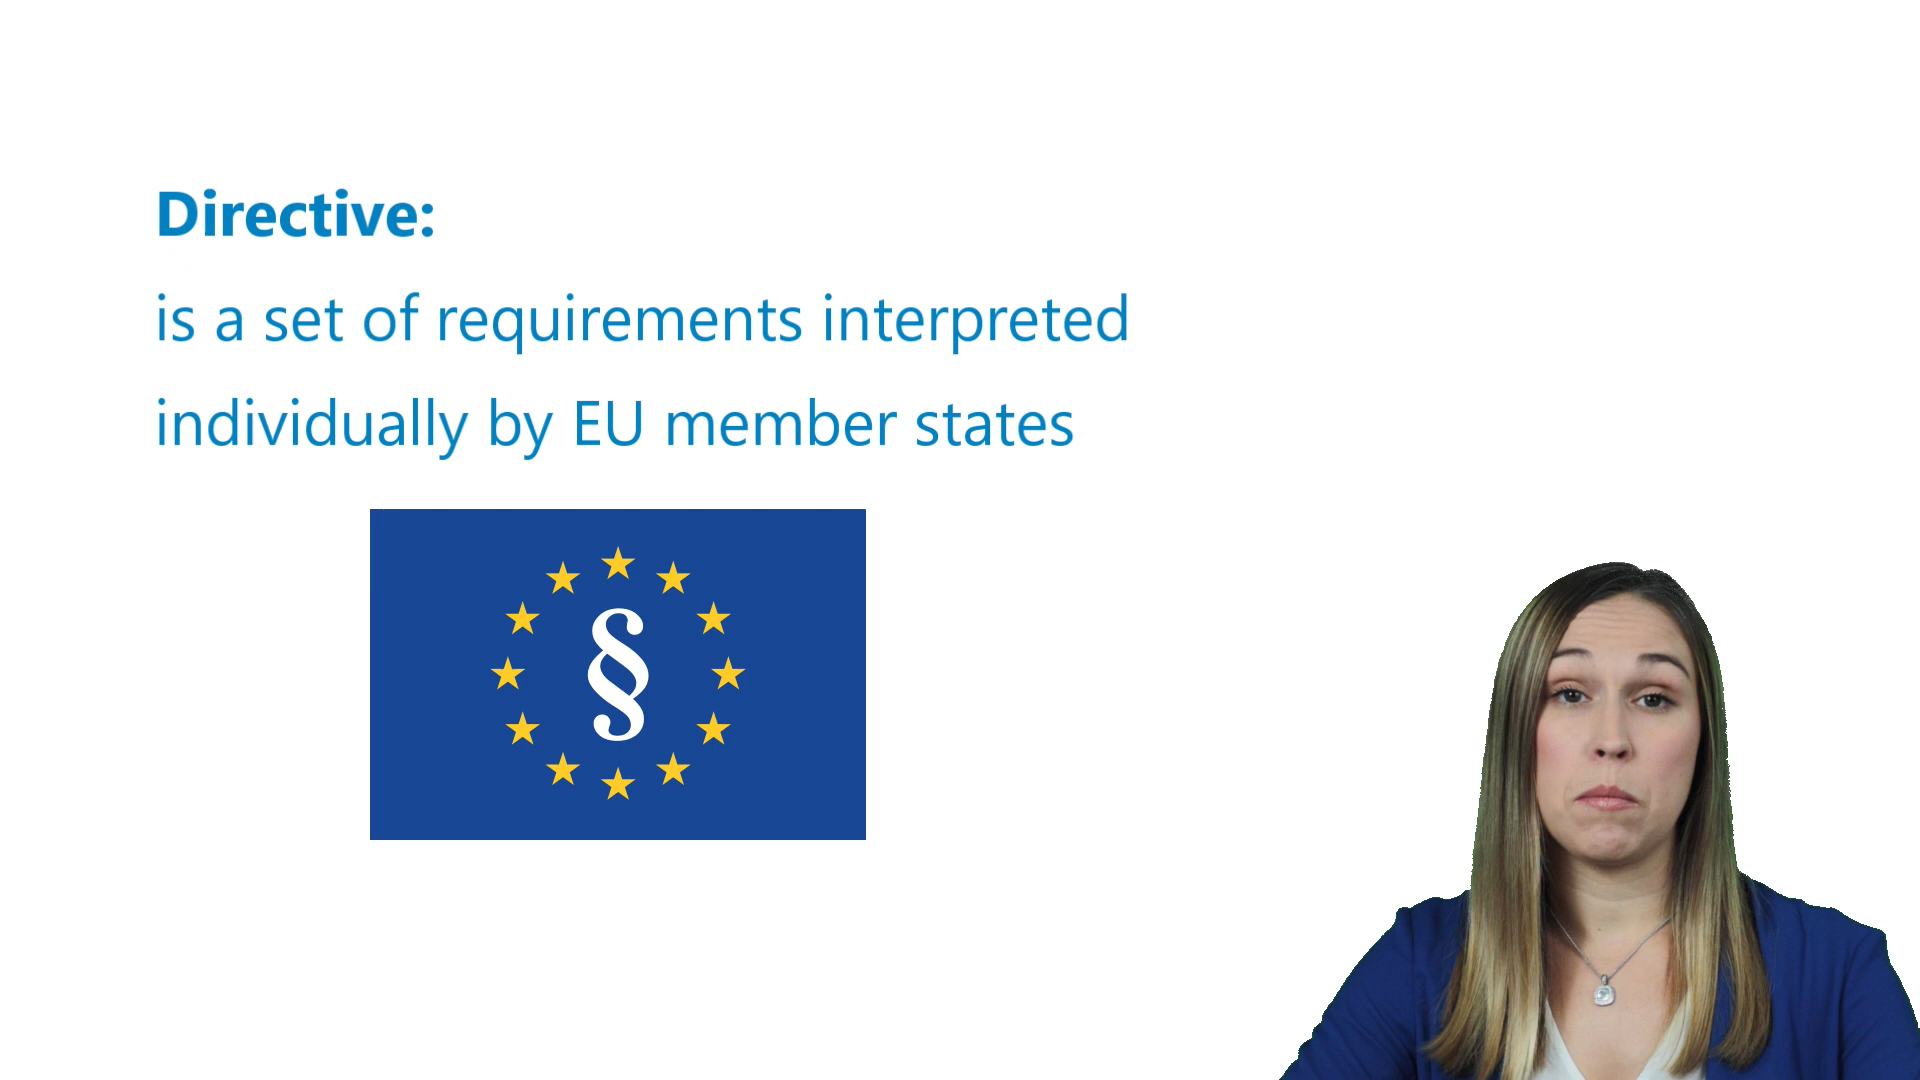 Directive:
is a set of requirements interpreted
individually by EU member states
§